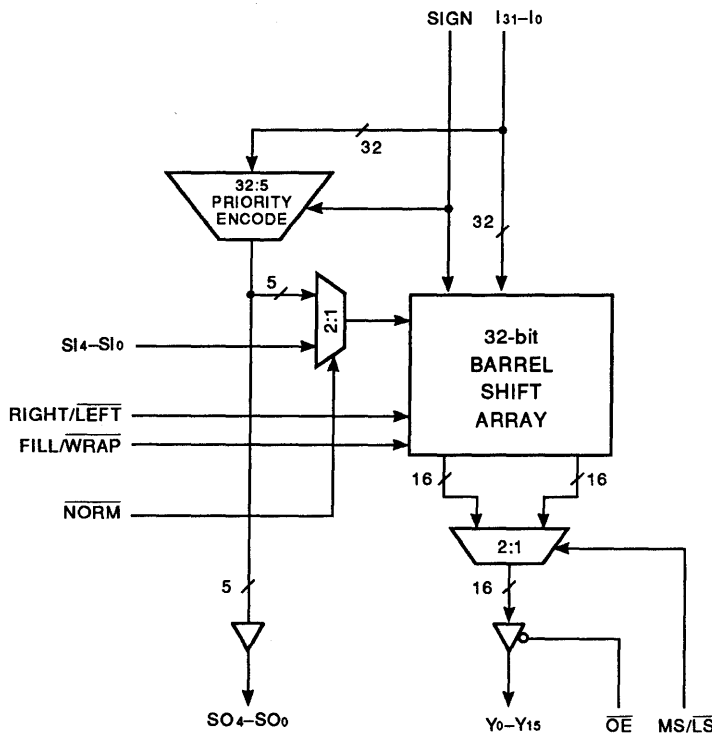 SIGN I31–I0
32
32:5
PRIORITY
ENCODE
32
5
2:1
32-bit
BARREL
SHIFT
ARRAY
SI4–SI0
RIGHT/LEFT
FILL/WRAP
16 16
NORM
2:1
5
16
SO4–SO0 Y0–Y15 OE MS/LS